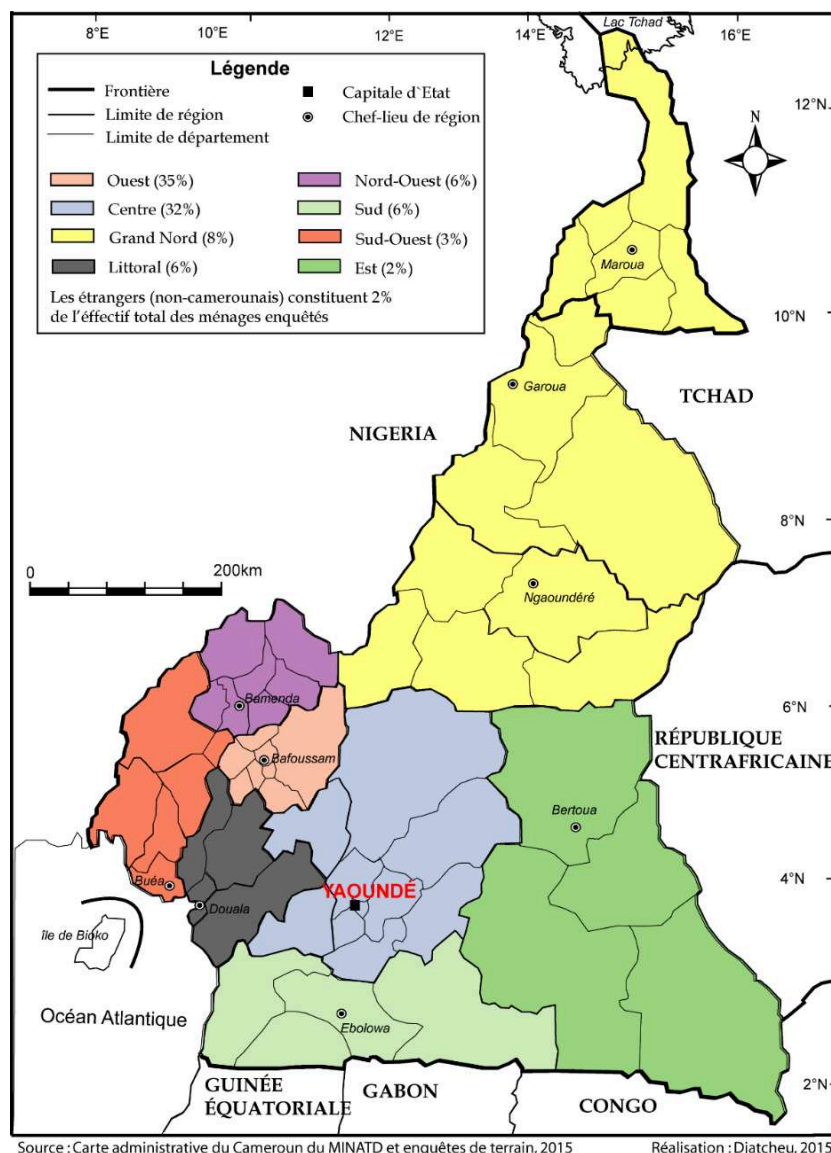 8°E 10°E 12°E 14°E 16°E
Lac Tchad
Légende
Frontière
Limite de région
Limite de département
Capitale d`Etat
Chef-lieu de région
Ouest (35%)
Nord-Ouest (6%)
Centre (32%)
Sud (6%)
Grand Nord (8%)
Sud-Ouest (3%)
Littoral (6%)
Est (2%)
Les étrangers (non-camerounais) constituent 2%
de l'éffectif total des ménages enquêtés
12°N
N
Maroua
10°N
Garoua
TCHAD
NIGERIA
8°N
0 200km
Ngaoundéré
Bamenda
6°N
RÉPUBLIQUE
CENTRAFRICAINE
Bafoussam
Bertoua
YAOUNDÉ
4°N
Buéa
Douala
île de Bioko
Océan Atlantique
Ebolowa
GUINÉE
ÉQUATORIALE
GABON
CONGO
2°N
Source : Carte administrative du Cameroun du MINATD et enquêtes de terrain, 2015 Réalisation : Djatcheu, 2015